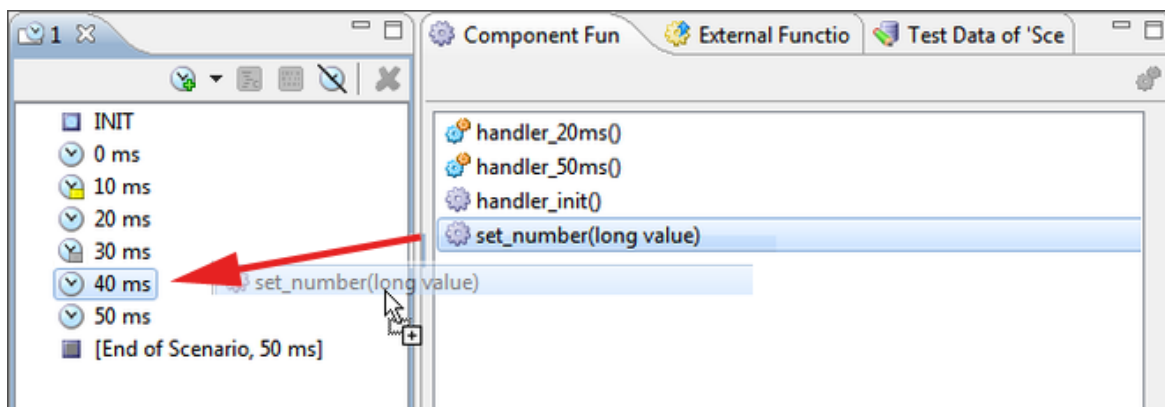 1
Component Fun
External Functio
Test Data of 'Sce
INIT
0 ms
10 ms
20 ms
30 ms
40 ms
50 ms
[End of Scenario, 50 ms]
handler_20ms()
handler_50ms()
handler_init()
set_number(long value)
set_number(long value)